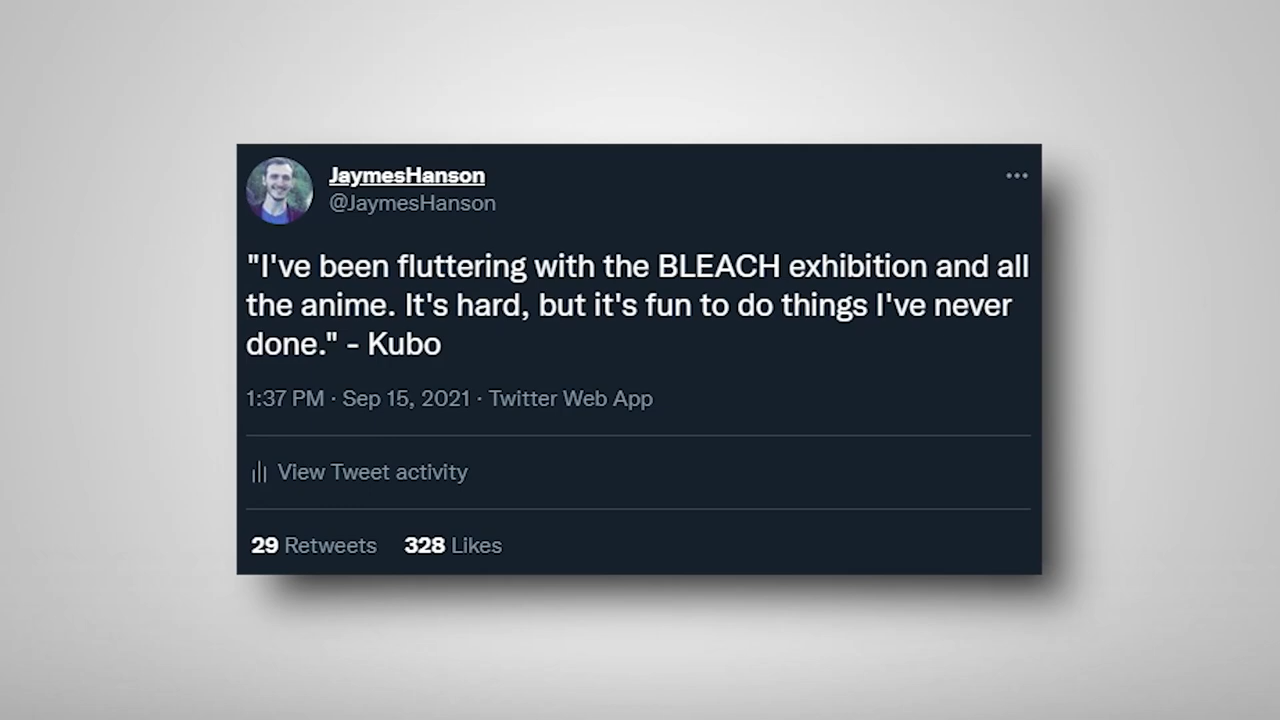 JaymesHanson
@JaymesHanson
"I've been fluttering with the BLEACH exhibition and all
the anime. It's hard, but it's fun to do things I've never
done." - Kubo
1:37 PM · Sep 15, 2021 · Twitter Web App
View Tweet activity
29 Retweets 328 Likes